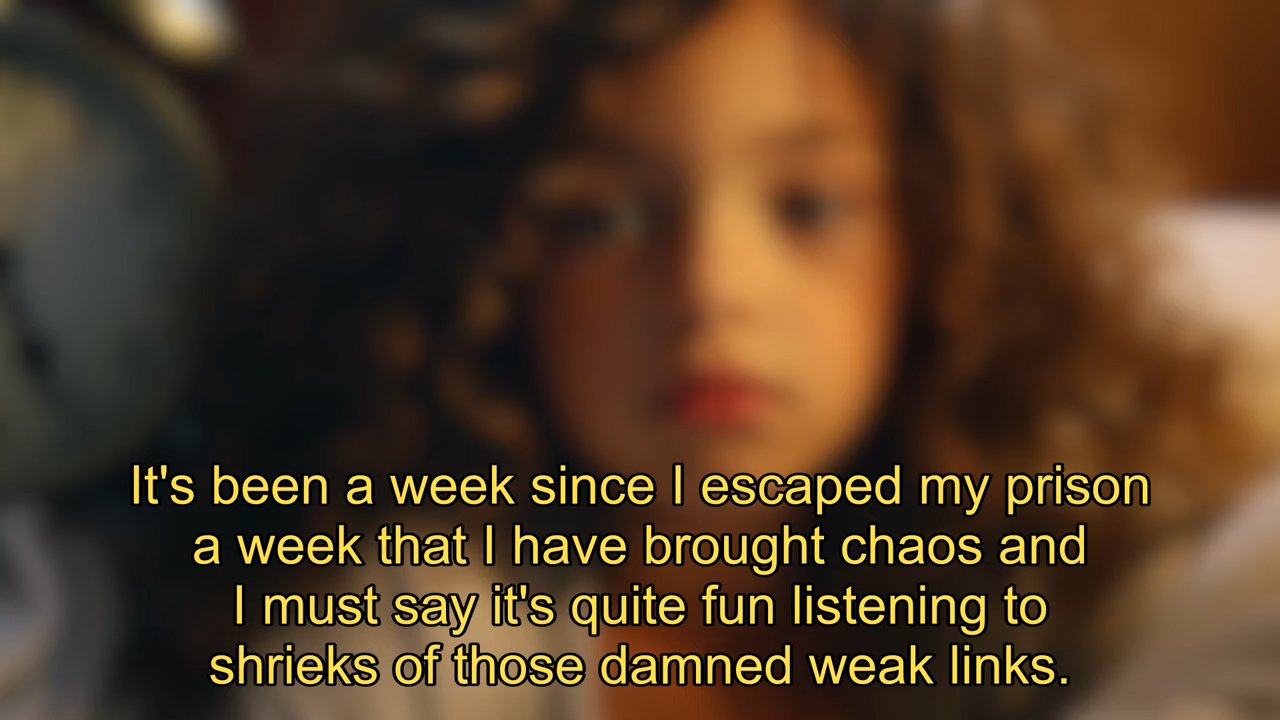 It's been a week since I escaped my prison
a week that I have brought chaos and
I must say it's quite fun listening to
shrieks of those damned weak links.